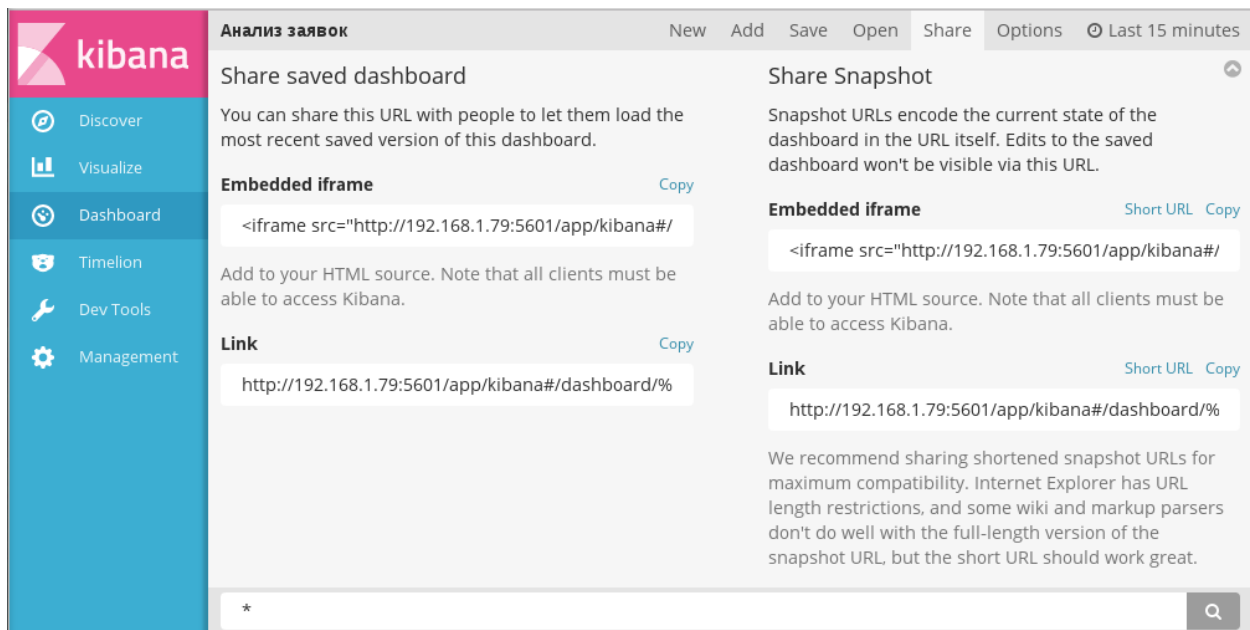 kibana
Discover
Visualize
Dashboard
Timelion
Dev Tools
Management
Анализ заявок
New Add Save Open Share Options Last 15 minutes
Share saved dashboard
You can share this URL with people to let them load the
most recent saved version of this dashboard.
Embedded iframe Copy
<iframe src="http://192.168.1.79:5601/app/kibana#/
Add to your HTML source. Note that all clients must be
able to access Kibana.
Link Copy
http://192.168.1.79:5601/app/kibana#/dashboard/%
Share Snapshot
Snapshot URLs encode the current state of the
dashboard in the URL itself. Edits to the saved
dashboard won't be visible via this URL.
Embedded iframe Short URL Copy
<iframe src="http://192.168.1.79:5601/app/kibana#/
Add to your HTML source. Note that all clients must be
able to access Kibana.
Link Short URL Copy
http://192.168.1.79:5601/app/kibana#/dashboard/%
We recommend sharing shortened snapshot URLs for
maximum compatibility. Internet Explorer has URL
length restrictions, and some wiki and markup parsers
don't do well with the full-length version of the
snapshot URL, but the short URL should work great.
*